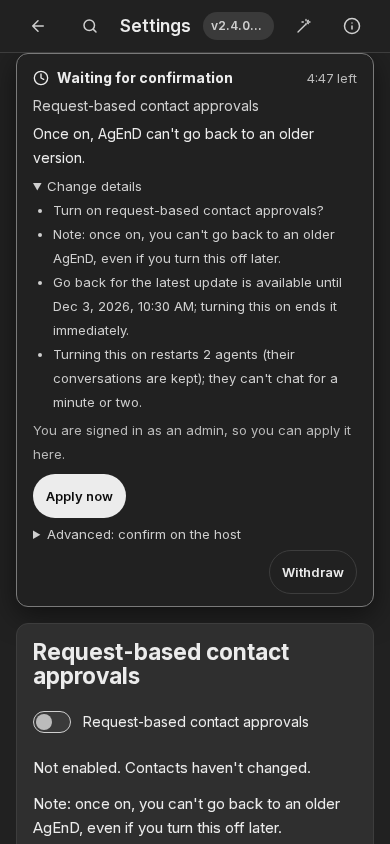 Settings v2.4.0...
Waiting for confirmation 4:47 left
Request-based contact approvals
Once on, AgEnD can't go back to an older
version.
▼ Change details
• Turn on request-based contact approvals?
• Note: once on, you can't go back to an older
AgEnD, even if you turn this off later.
• Go back for the latest update is available until
Dec 3, 2026, 10:30 AM; turning this on ends it
immediately.
• Turning this on restarts 2 agents (their
conversations are kept); they can't chat for a
minute or two.
You are signed in as an admin, so you can apply it
here.
Apply now
▶ Advanced: confirm on the host
Withdraw
Request-based contact
approvals
Request-based contact approvals
Not enabled. Contacts haven't changed.
Note: once on, you can't go back to an older
AgEnD, even if you turn this off later.